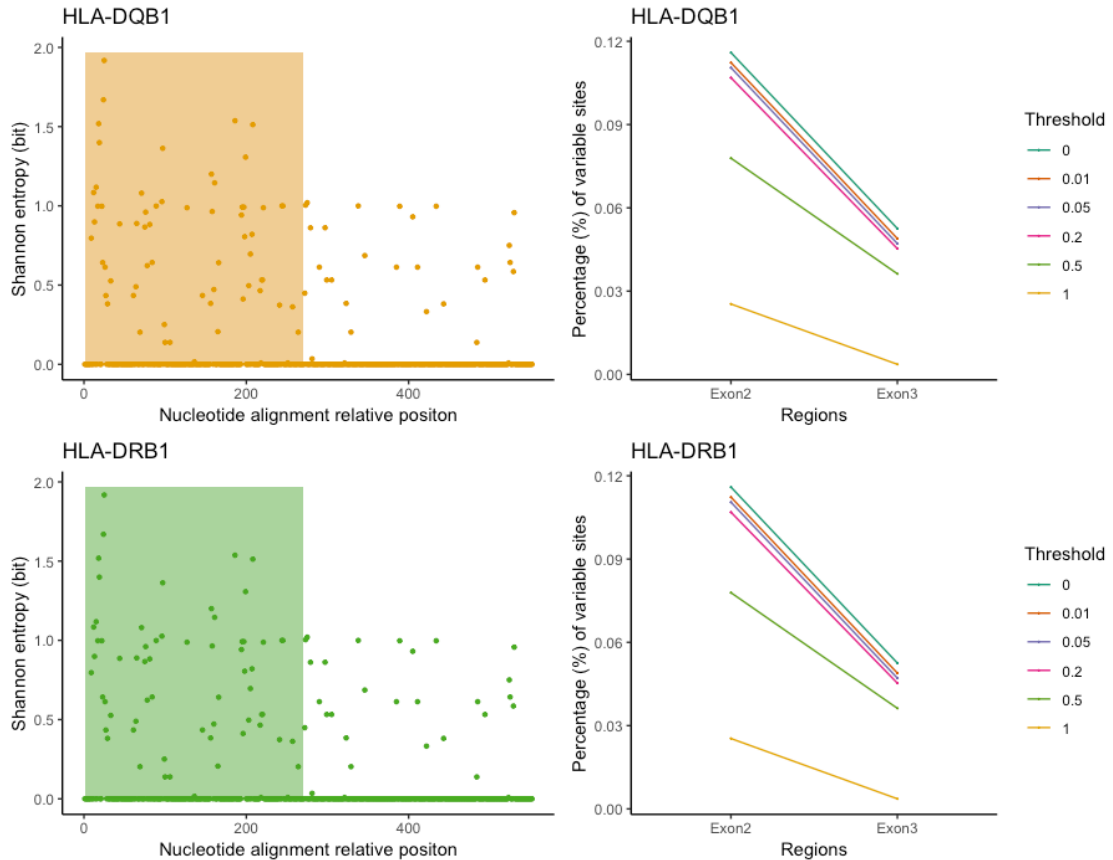 HLA-DQB1
Shannon entropy (bit)
2.0
1.5
1.0
0.5
0.0
0
200
400
Nucleotide alignment relative positon
HLA-DQB1
Percentage (%) of variable sites
0.12
0.09
0.06
0.03
0.00
Exon2
Exon3
Regions
Threshold
0
0.01
0.05
0.2
0.5
1
HLA-DRB1
Shannon entropy (bit)
2.0
1.5
1.0
0.5
0.0
0
200
400
Nucleotide alignment relative positon
HLA-DRB1
Percentage (%) of variable sites
0.12
0.09
0.06
0.03
0.00
Exon2
Exon3
Regions
Threshold
0
0.01
0.05
0.2
0.5
1